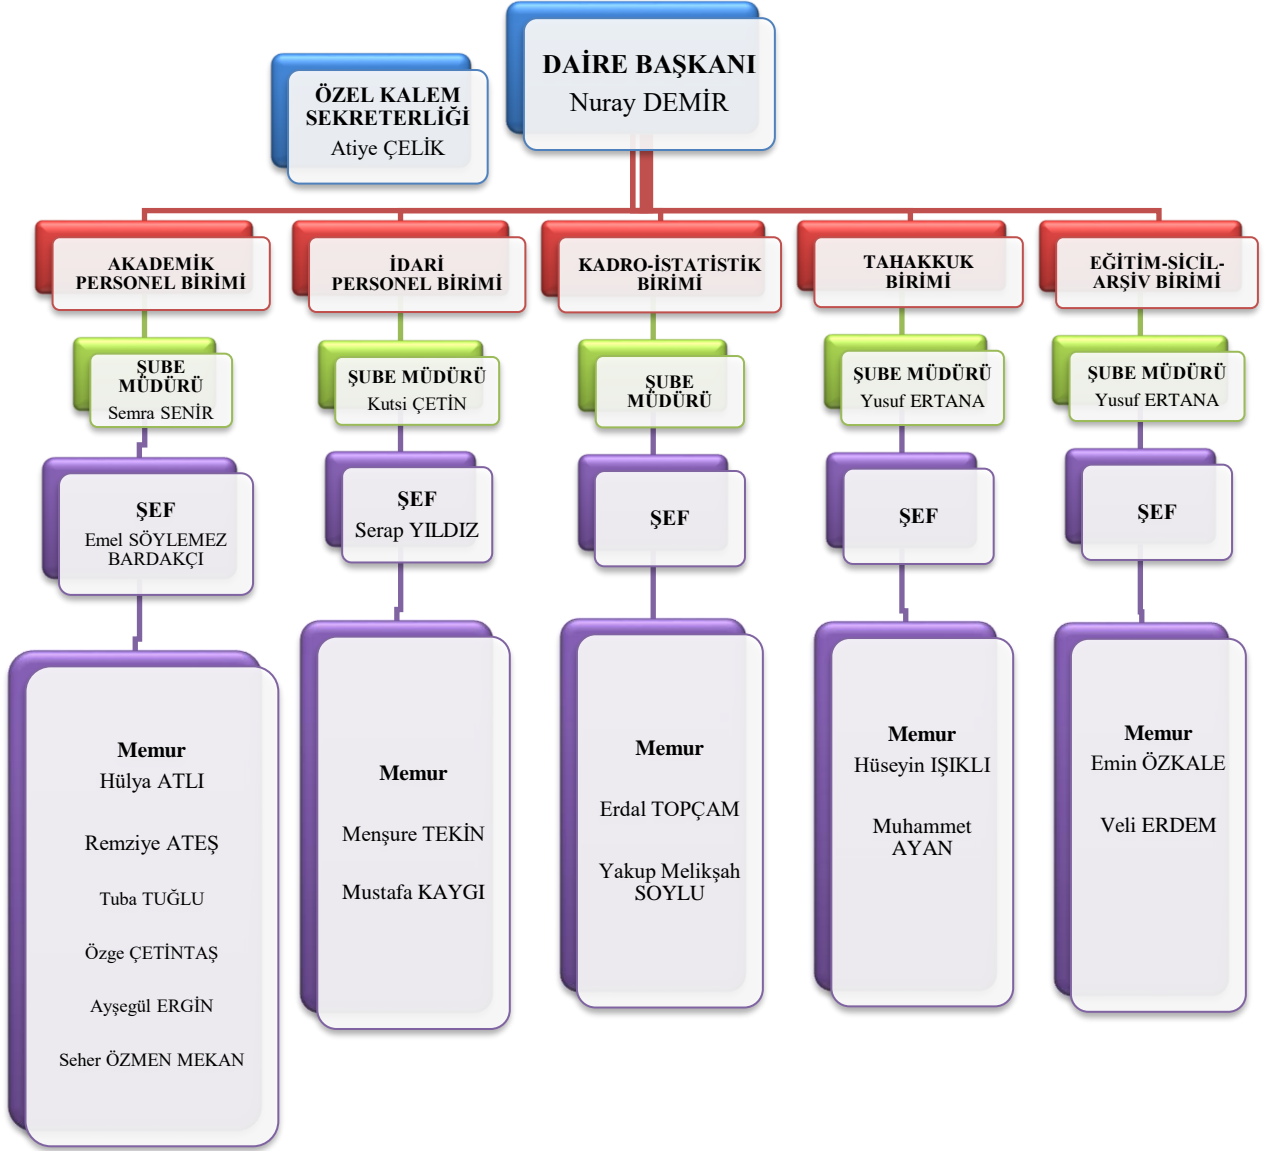 DAİRE BAŞKANI
Nuray DEMİR
ÖZEL KALEM
SEKRETERLİĞİ
Atiye ÇELİK
AKADEMİK
PERSONEL BİRİMİ
ŞUBE
MÜDÜRÜ
Semra SENİR
ŞEF
Emel SÖYLEMEZ
BARDAKÇI
Memur
Hülya ATLI
Remziye ATEŞ
Tuba TUĞLU
Özge ÇETİNTAŞ
Ayşegül ERGİN
Seher ÖZMEN MEKAN
İDARİ
PERSONEL BİRİMİ
ŞUBE MÜDÜRÜ
Kutsi ÇETİN
ŞEF
Serap YILDIZ
Memur
Menşure TEKİN
Mustafa KAYGI
KADRO-İSTATİSTİK
BİRİMİ
ŞUBE
MÜDÜRÜ
ŞEF
Memur
Erdal TOPÇAM
Yakup Melikşah
SOYLU
TAHAKKUK
BİRİMİ
ŞUBE MÜDÜRÜ
Yusuf ERTANA
ŞEF
Memur
Hüseyin IŞIKLI
Muhammet
AYAN
EĞİTİM-SİCİL-
ARŞİV BİRİMİ
ŞUBE MÜDÜRÜ
Yusuf ERTANA
ŞEF
Memur
Emin ÖZKALE
Veli ERDEM